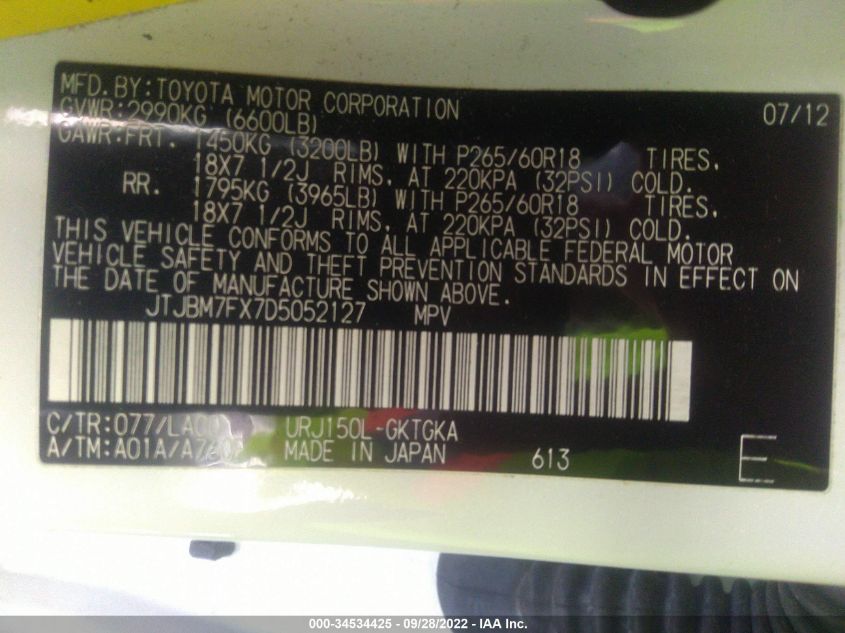 MFD.BY:TOYOTA MOTOR CORPORATION 07/12
GVWR:2990KG (6600LB)
GAWR:FRT. 1450KG (3200LB) WITH P265/60R18 TIRES,
18X7 1/2J RIMS, AT 220KPA (32PSI) COLD.
RR. 1795KG (3965LB) WITH P265/60R18 TIRES,
18X7 1/2J RIMS, AT 220KPA (32PSI) COLD.
THIS VEHICLE CONFORMS TO ALL APPLICABLE FEDERAL MOTOR
VEHICLE SAFETY AND THEFT PREVENTION STANDARDS IN EFFECT ON
THE DATE OF MANUFACTURE SHOWN ABOVE.
JTJBM7FX7D5052127 MPV
C/TR:077/ URJ150L-GKTGKA
A/TM:A01A/ MADE IN JAPAN 613 E
000-34534425 - 09/28/2022 - IAA Inc.